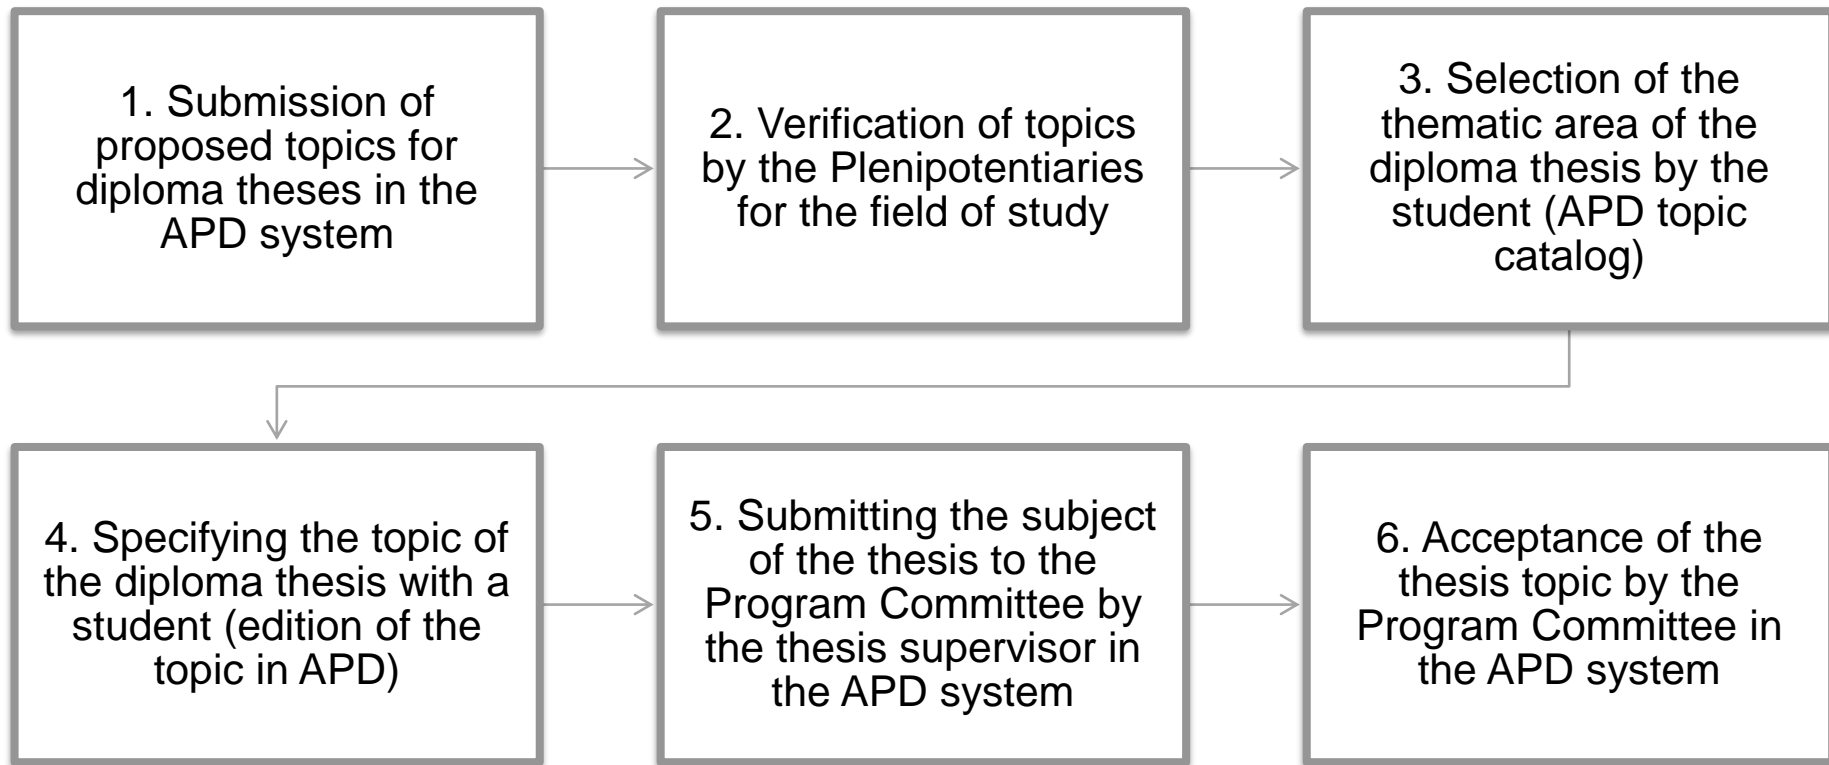 1. Submission of
proposed topics for
diploma theses in the
APD system
2. Verification of topics
by the Plenipotentiaries
for the field of study
3. Selection of the
thematic area of the
diploma thesis by the
student (APD topic
catalog)
4. Specifying the topic of
the diploma thesis with a
student (edition of the
topic in APD)
5. Submitting the subject
of the thesis to the
Program Committee by
the thesis supervisor in
the APD system
6. Acceptance of the
thesis topic by the
Program Committee in
the APD system